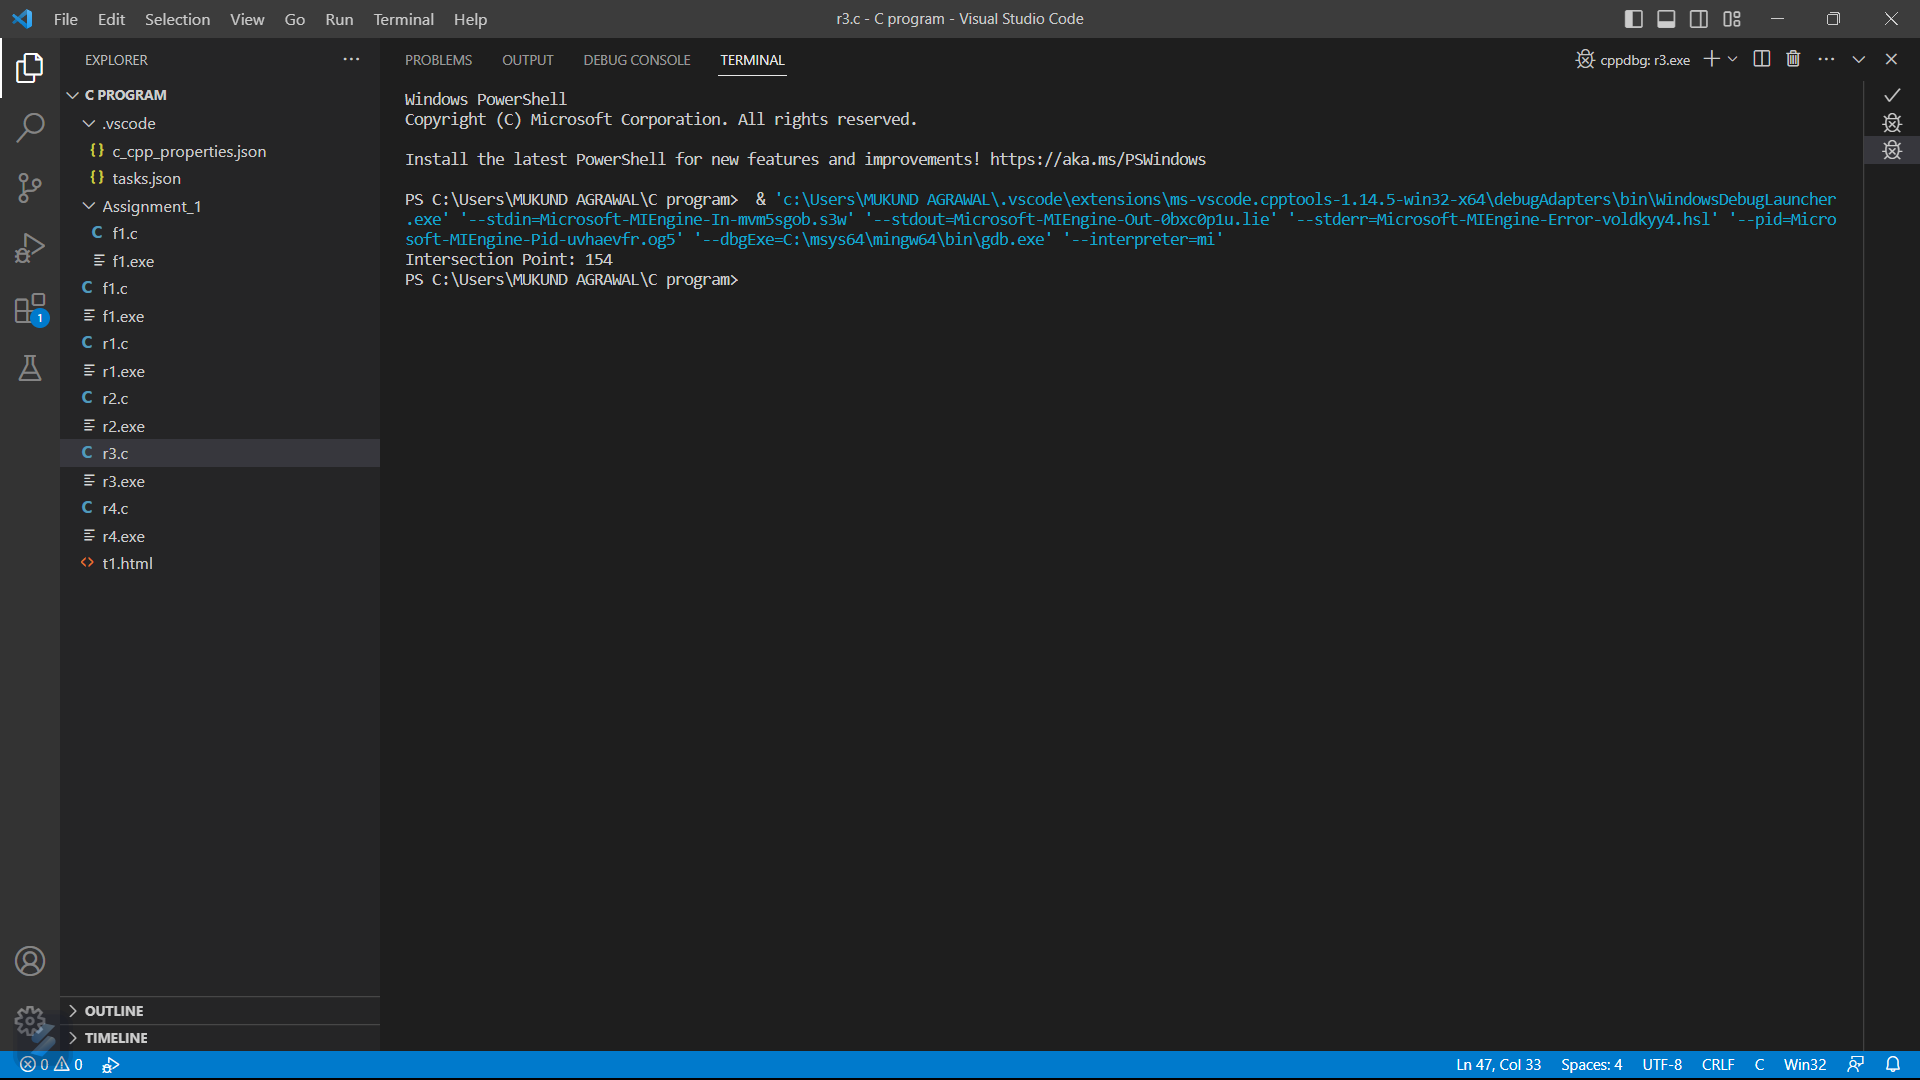 File Edit Selection View Go Run Terminal Help
r3.c - C program - Visual Studio Code
EXPLORER
C PROGRAM
.vscode
c_cpp_properties.json
tasks.json
Assignment_1
f1.c
f1.exe
f1.c
f1.exe
r1.c
r1.exe
r2.c
r2.exe
r3.c
r3.exe
r4.c
r4.exe
t1.html
OUTLINE
TIMELINE
PROBLEMS OUTPUT DEBUG CONSOLE TERMINAL
cppdbg: r3.exe
Windows PowerShell
Copyright (C) Microsoft Corporation. All rights reserved.
Install the latest PowerShell for new features and improvements! https://aka.ms/PSWindows
PS C:\Users\MUKUND AGRAWAL\C program>  & 'c:\Users\MUKUND AGRAWAL\.vscode\extensions\ms-vscode.cpptools-1.14.5-win32-x64\debugAdapters\bin\WindowsDebugLauncher
.exe' '--stdin=Microsoft-MIEngine-In-mvm5sgob.s3w' '--stdout=Microsoft-MIEngine-Out-0bxc0p1u.lie' '--stderr=Microsoft-MIEngine-Error-voldkyy4.hsl' '--pid=Micro
soft-MIEngine-Pid-uvhaevfr.og5' '--dbgExe=C:\msys64\mingw64\bin\gdb.exe' '--interpreter=mi'
Intersection Point: 154
PS C:\Users\MUKUND AGRAWAL\C program>
1
0 0
Ln 47, Col 33 Spaces: 4 UTF-8 CRLF C Win32